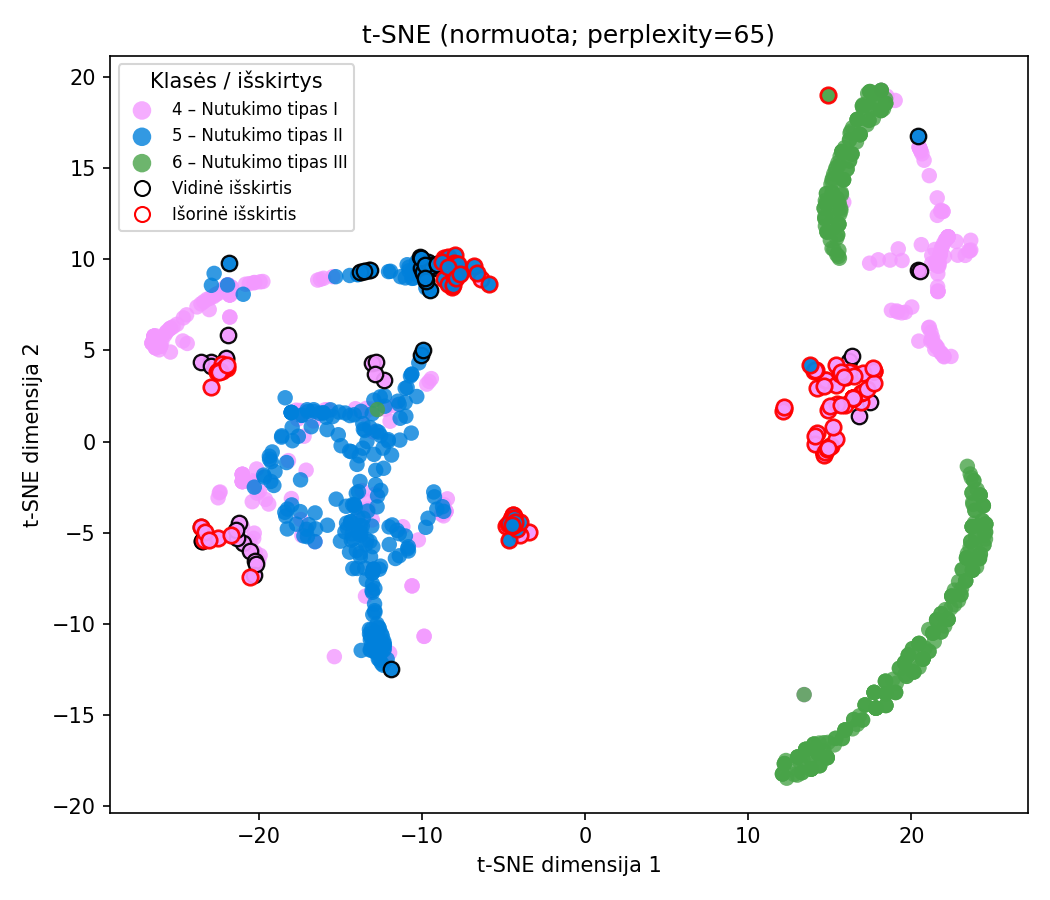 t-SNE (normuota; perplexity=65)
Klasės / išskirtys
4 – Nutukimo tipas I
5 – Nutukimo tipas II
6 – Nutukimo tipas III
Vidinė išskirtis
Išorinė išskirtis
20
15
10
5
0
−5
−10
−15
−20
t-SNE dimensija 2
−20
−10
0
10
20
t-SNE dimensija 1